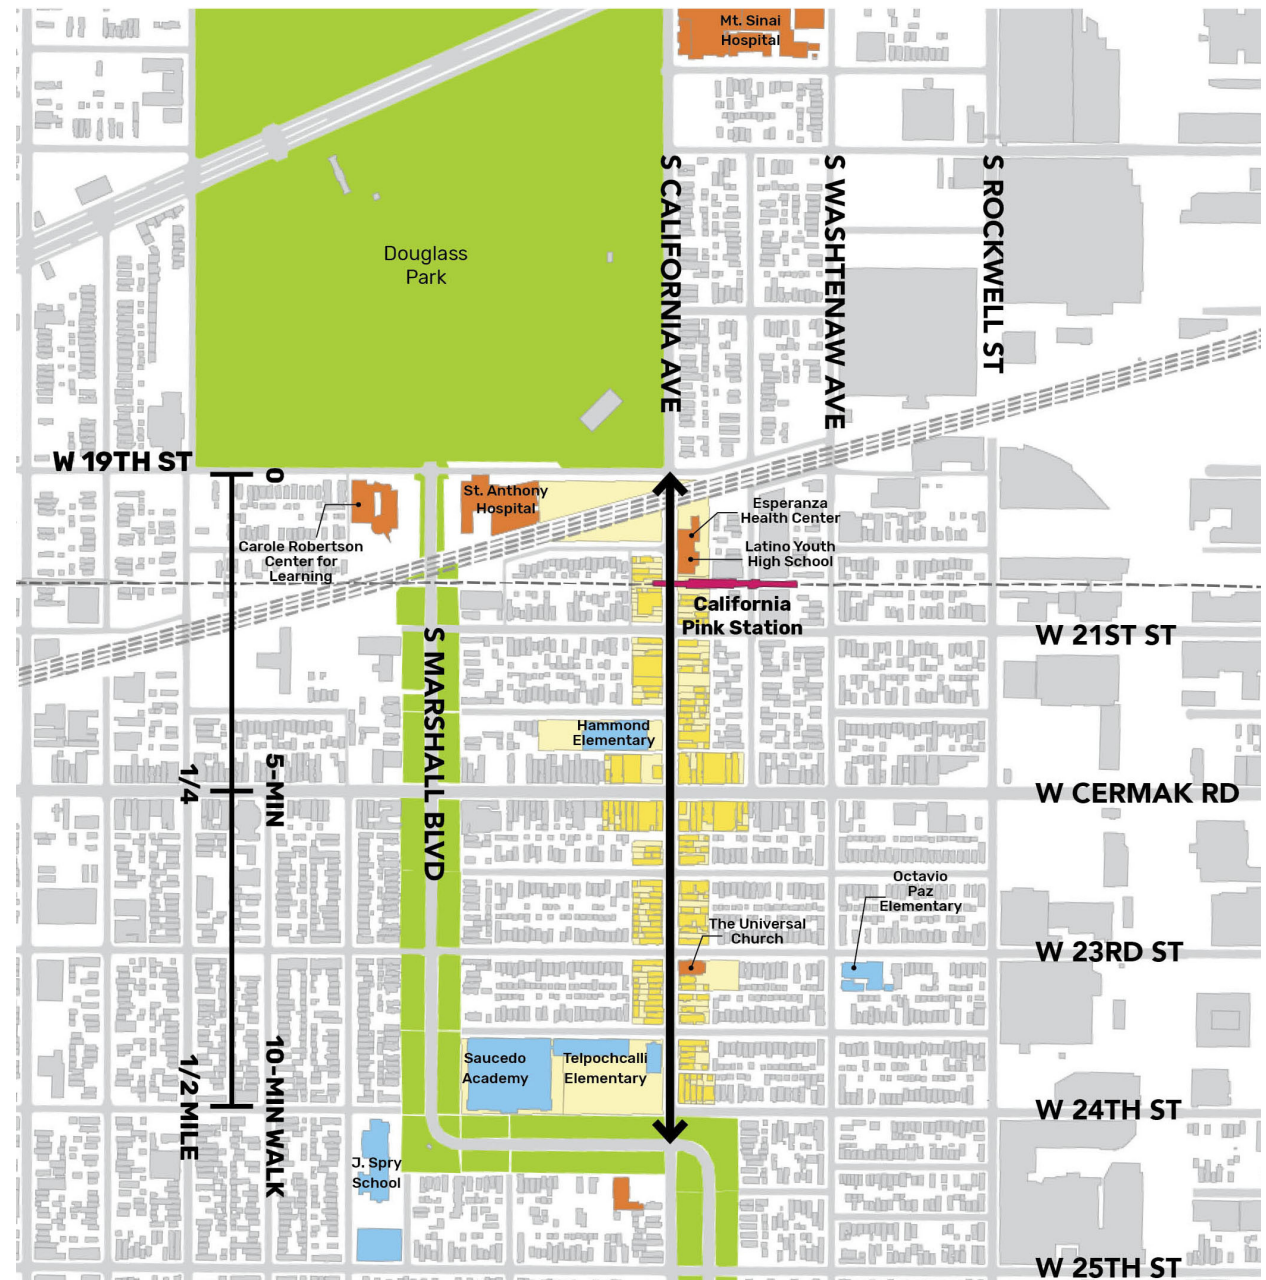 Mt. Sinai
Hospital
S CALIFORNIA AVE
S WASHTENAW AVE
S ROCKWELL ST
Douglass
Park
W 19TH ST
0
St. Anthony
Hospital
Esperanza
Health Center
Latino Youth
High School
Carole Robertson
Center for
Learning
California
Pink Station
W 21ST ST
S MARSHALL BLVD
Hammond
Elementary
5-MIN
1/4
W CERMAK RD
Octavio
Paz
Elementary
The Universal
Church
W 23RD ST
Saucedo
Academy
Telpochcalli
Elementary
10-MIN WALK
1/2 MILE
W 24TH ST
J. Spry
School
W 25TH ST